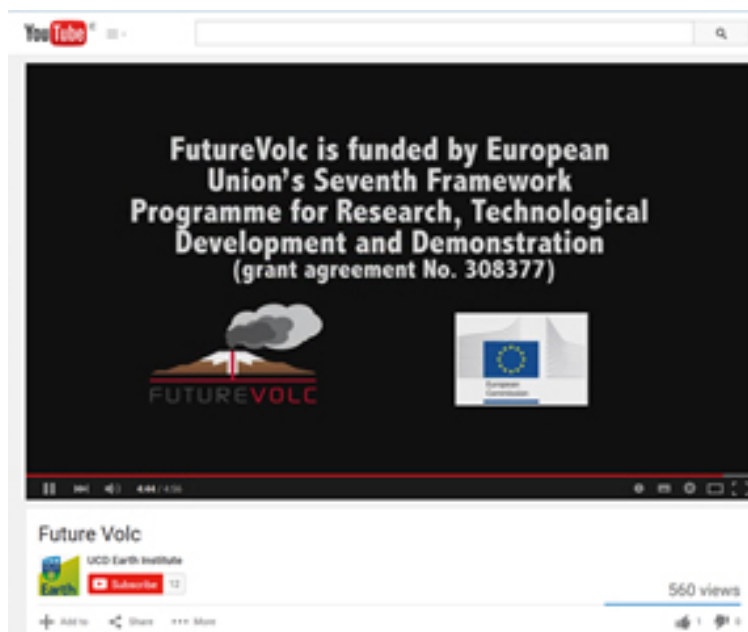 YouTube
FutureVolc is funded by European
Union's Seventh Framework
Programme for Research, Technological
Development and Demonstration
(grant agreement No. 308377)
FUTUREVOLC
European
Commission
4:44 / 4:56
Future Volc
UCD Earth Institute
Earth
Subscribe 12
560 views
Add to Share More
1 0